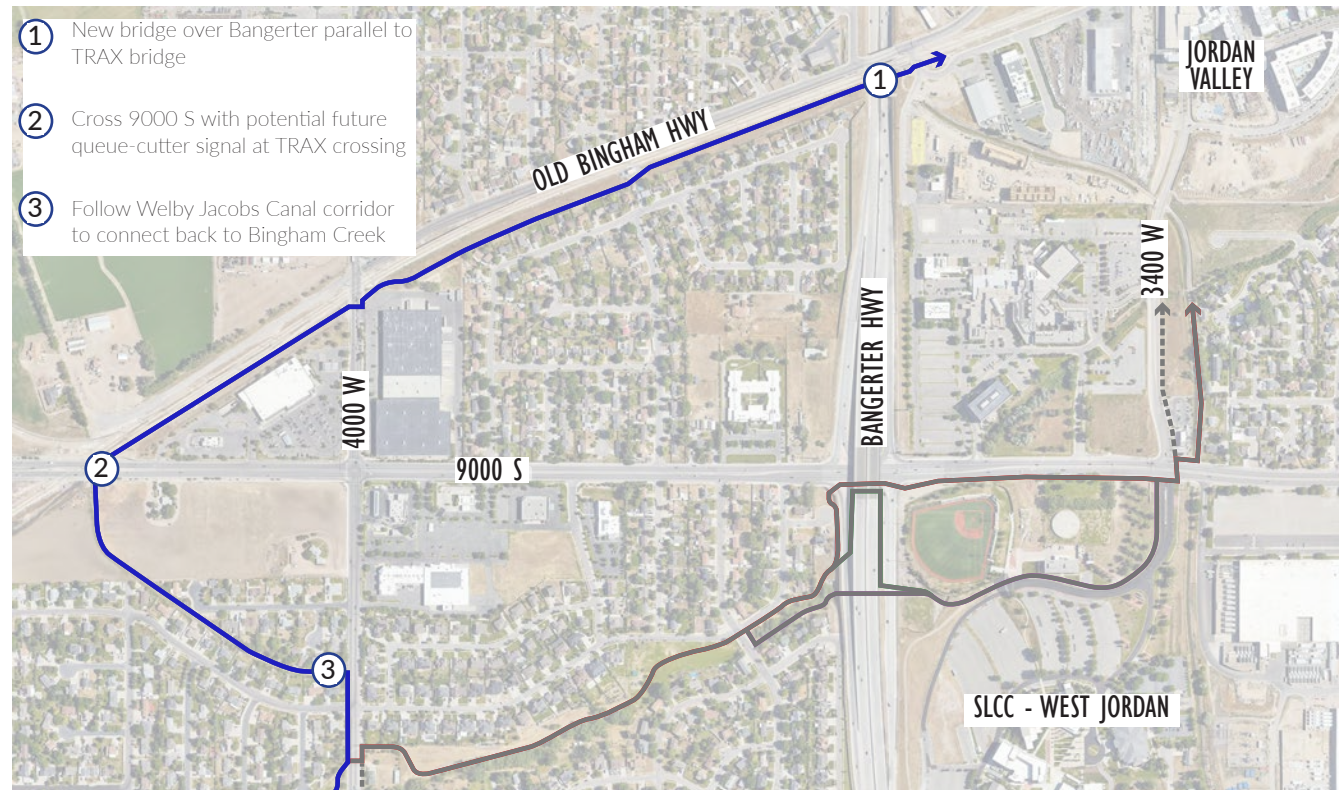 1 New bridge over Bangerter parallel to
TRAX bridge
2 Cross 9000 S with potential future
queue-cutter signal at TRAX crossing
3 Follow Welby Jacobs Canal corridor
to connect back to Bingham Creek
OLD BINGHAM HWY
1
JORDAN
VALLEY
3400 W
BANGERTER HWY
4000 W
2
9000 S
3
SLCC - WEST JORDAN